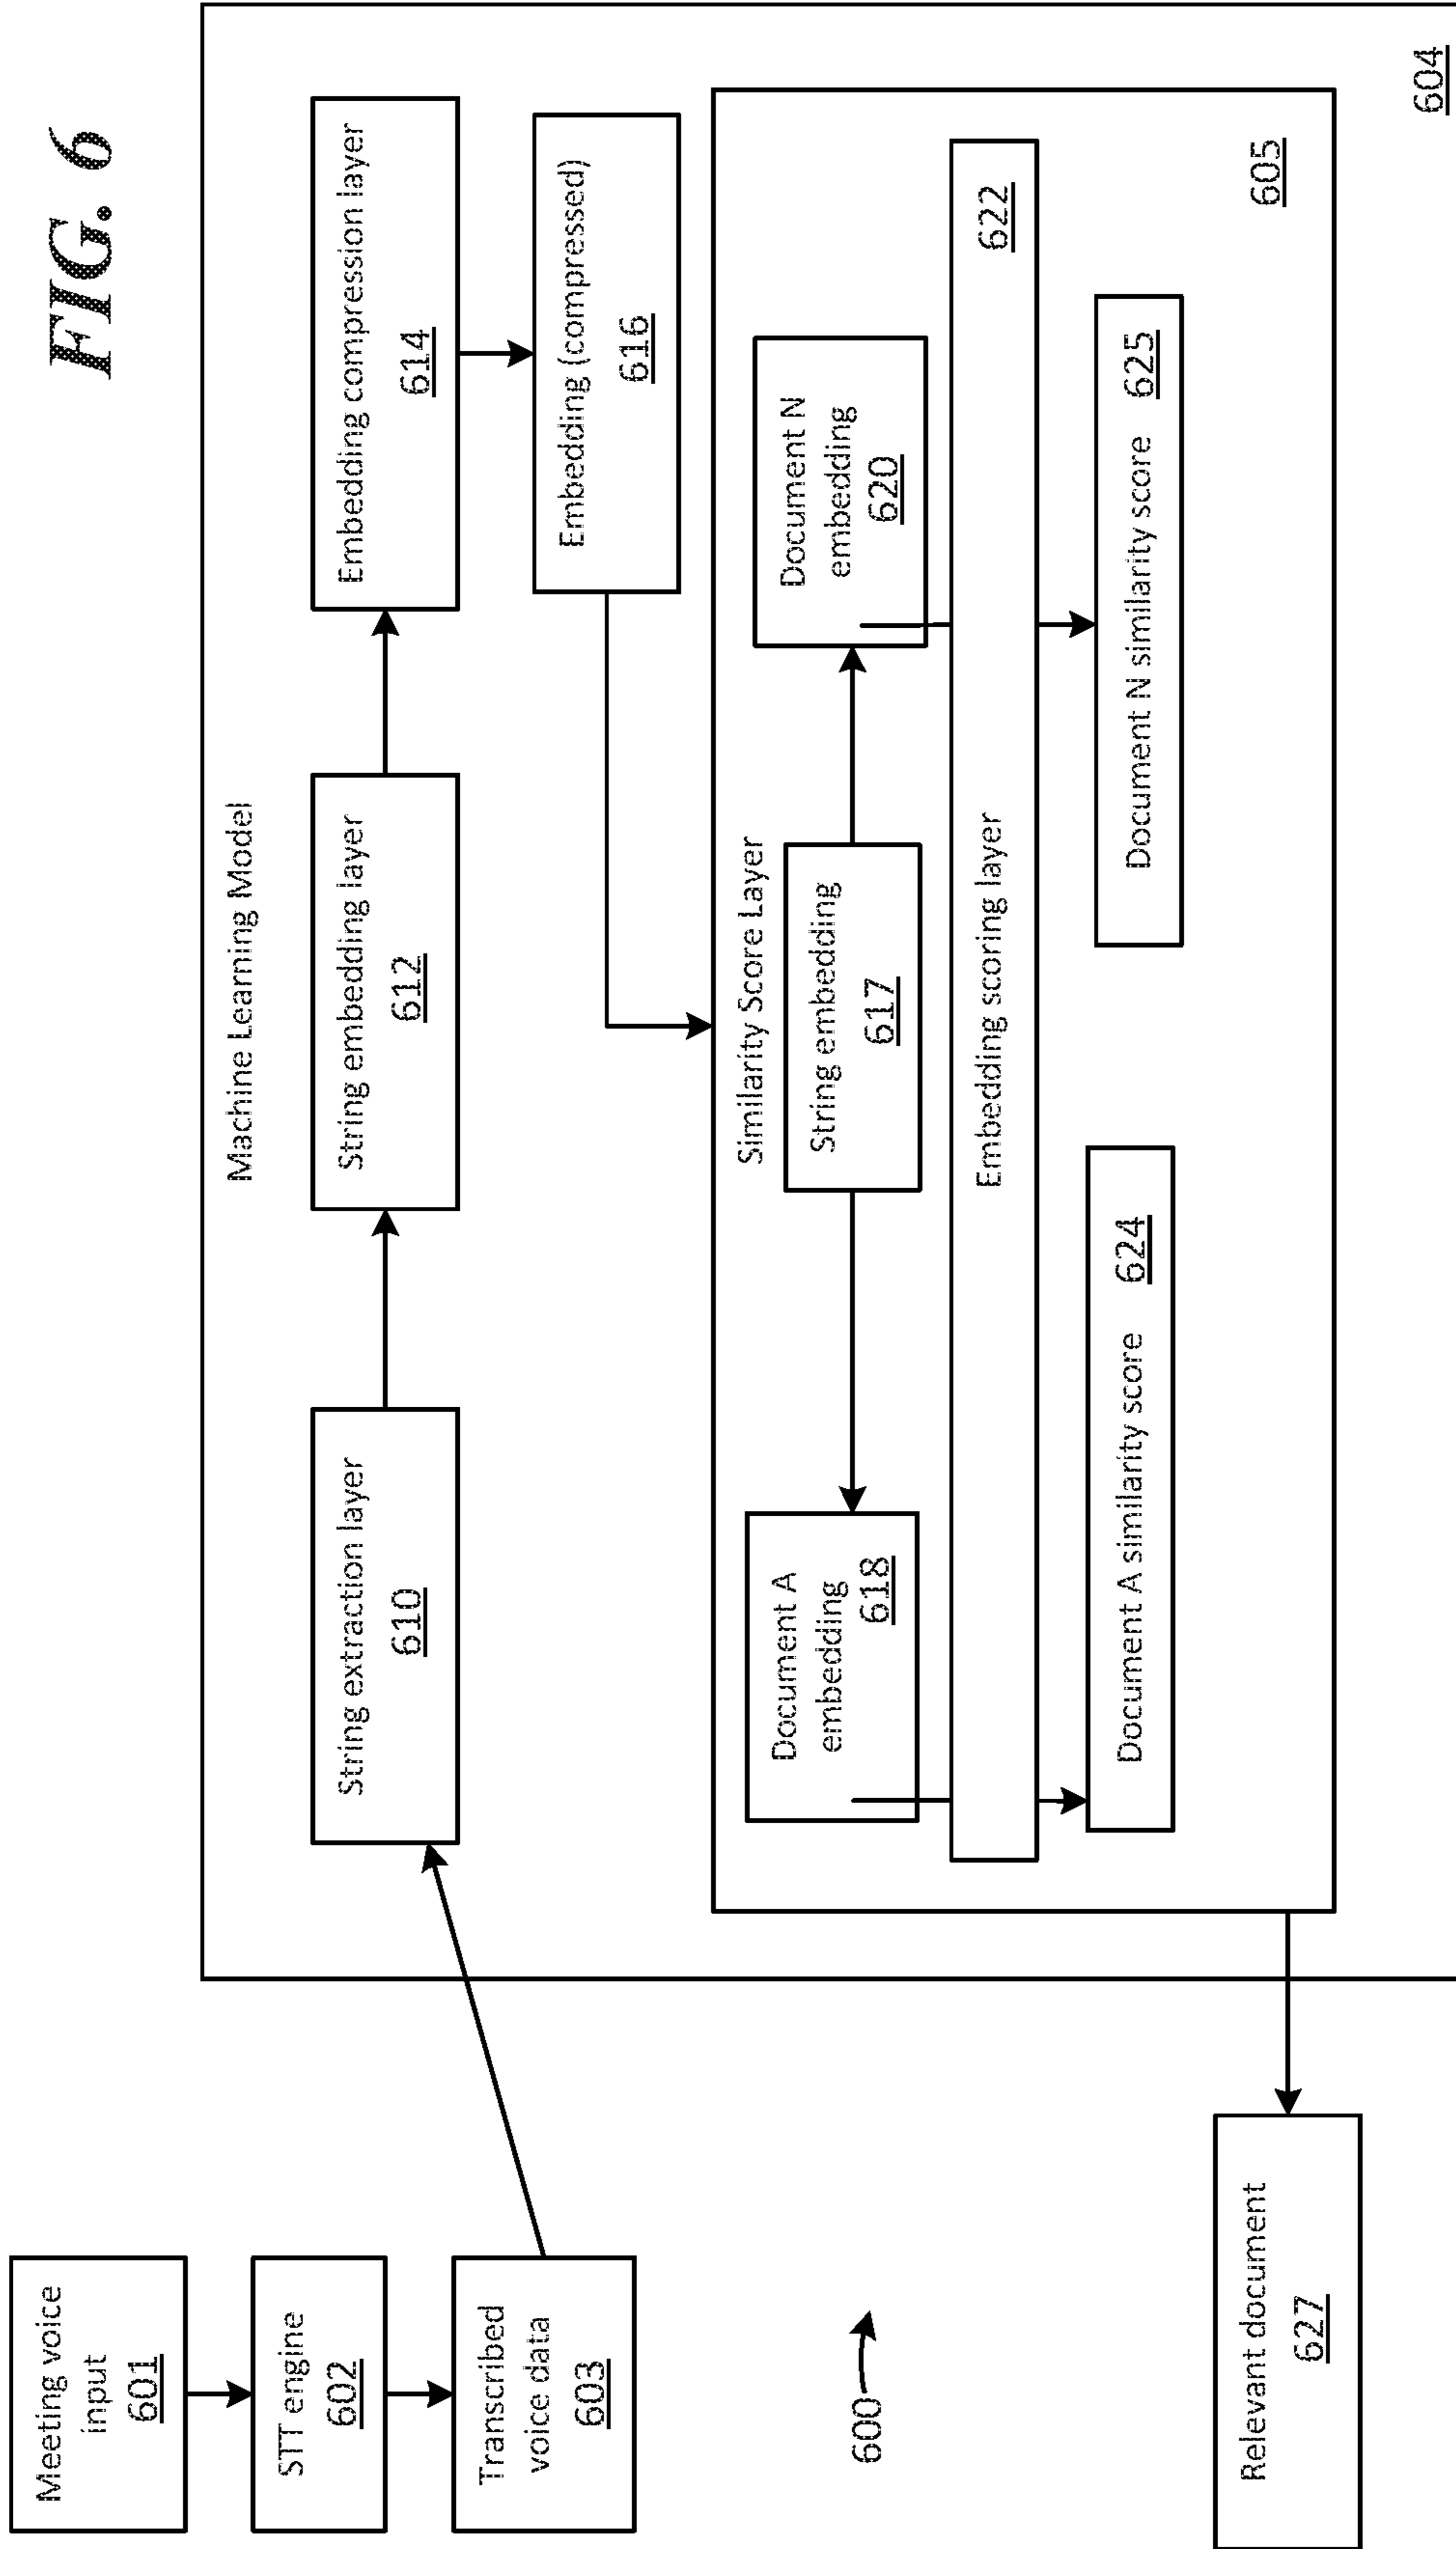 FIG. 6
Meeting voice
input
601
STT engine
602
Transcribed
voice data
603
600
Machine Learning Model
String extraction layer
610
String embedding layer
612
Embedding compression layer
614
Embedding (compressed)
616
Similarity Score Layer
Document A
embedding
618
String embedding
617
Document N
embedding
620
Embedding scoring layer
622
Document A similarity score 624
Document N similarity score 625
605
604
Relevant document
627